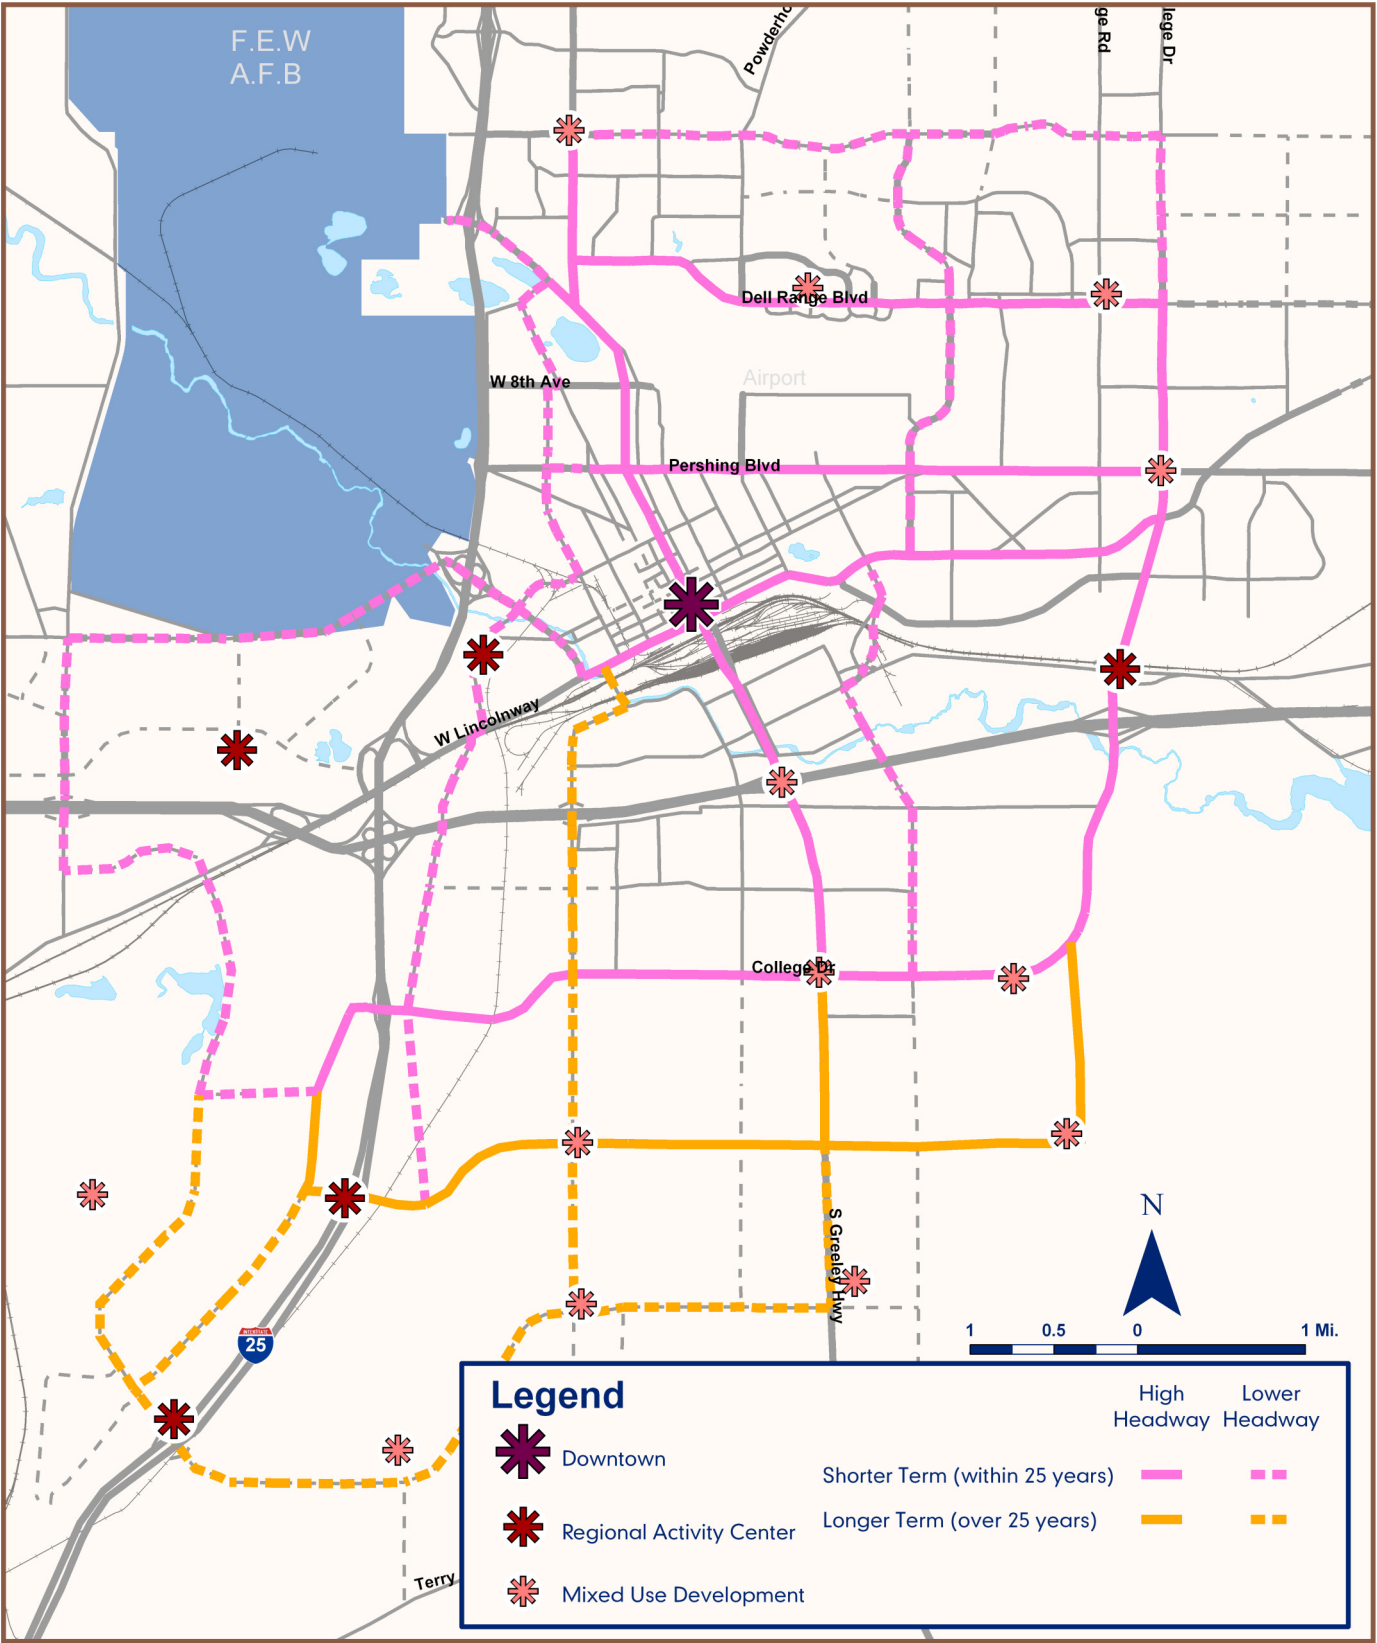 F.E.W
A.F.B
Powderho
ge Rd
lege Dr
Dell Range Blvd
W 8th Ave
Airport
Pershing Blvd
W Lincolnway
College Dr
S Greeley Hwy
N
1 0.5 0 1 Mi.
INTERSTATE
25
Terry
Legend
Downtown
Regional Activity Center
Mixed Use Development
High
Headway
Lower
Headway
Shorter Term (within 25 years)
Longer Term (over 25 years)